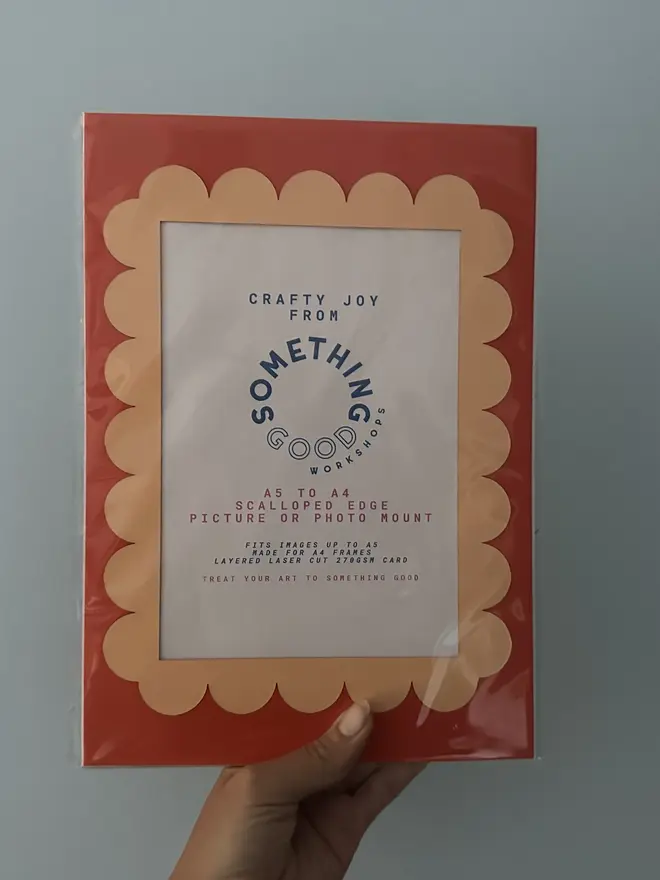 CRAFTY JOY
FROM
SOMETHING
GOOD
WORKSHOPS
A5 TO A4
SCALLOPED EDGE
PICTURE OR PHOTO MOUNT
FITS IMAGES UP TO A5
MADE FOR A4 FRAMES
LAYERED LASER CUT 270GSM CARD
TREAT YOUR ART TO SOMETHING GOOD